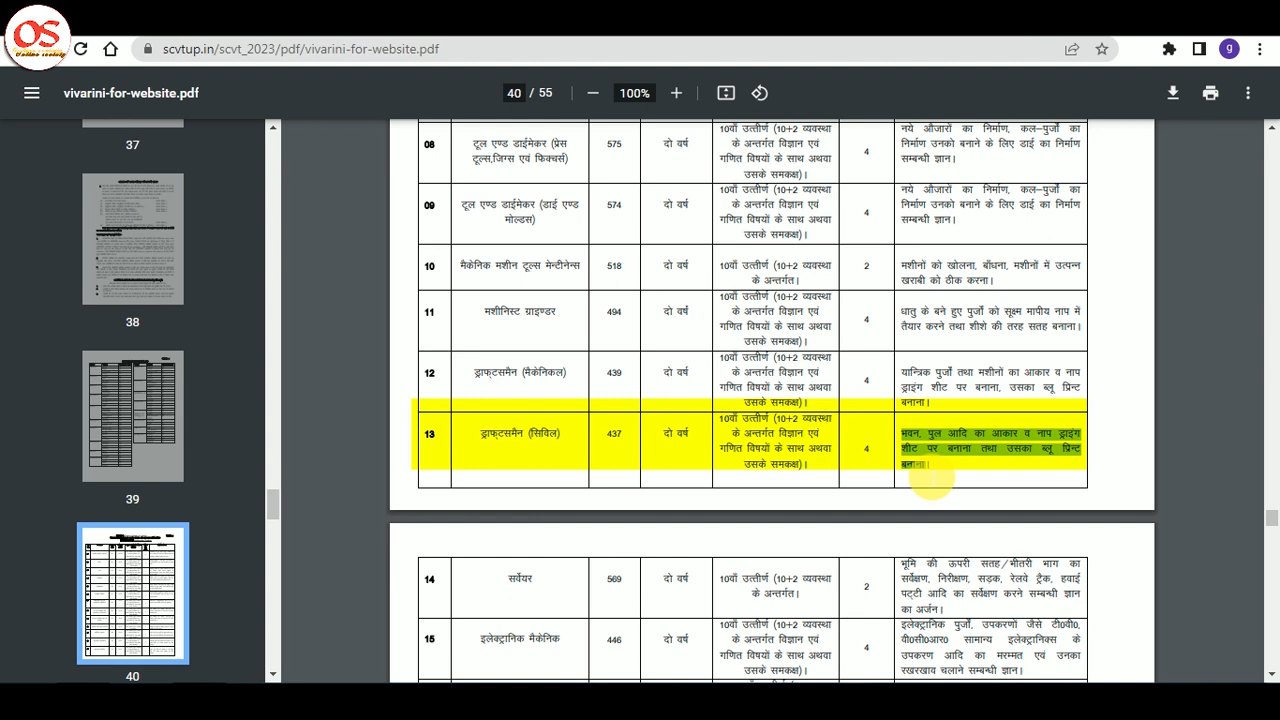 OS
Online society
scvtup.in/scvt_2023/pdf/vivarini-for-website.pdf
g
vivarini-for-website.pdf
40 / 55
100%
37
38
39
40
08
टूल एण्ड डाईमेकर (प्रेस
टूल्स,जिग्स एवं फिक्चर्स)
575
दो वर्ष
10वीं उत्तीर्ण (10+2 व्यवस्था
के अन्तर्गत विज्ञान एवं
गणित विषयों के साथ अथवा
उसके समकक्ष)।
4
नये औजारों का निर्माण, कल–पुर्जो का
निर्माण उनको बनाने के लिए डाई का निर्माण
सम्बन्धी ज्ञान।
09
टूल एण्ड डाईमेकर (डाई एण्ड
मोल्डस)
574
दो वर्ष
10वीं उत्तीर्ण (10+2 व्यवस्था
के अन्तर्गत विज्ञान एवं
गणित विषयों के साथ अथवा
उसके समकक्ष)।
4
नये औजारों का निर्माण, कल–पुर्जो का
निर्माण उनको बनाने के लिए डाई का निर्माण
सम्बन्धी ज्ञान।
10
मैकेनिक मशीन टूल्स मेन्टीनेन्स
518
दो वर्ष
10वीं उत्तीर्ण (10+2 व्यवस्था
के अन्तर्गत।
2
मशीनों को खोलना, बाँधना, मशीनों में उत्पन्न
खराबी को ठीक करना।
11
मशीनिस्ट ग्राइण्डर
494
दो वर्ष
10वीं उत्तीर्ण (10+2 व्यवस्था
के अन्तर्गत विज्ञान एवं
गणित विषयों के साथ अथवा
उसके समकक्ष)।
4
धातु के बने हुए पुर्जो को सूक्ष्म मापीय नाप में
तैयार करने तथा शीशे की तरह सतह बनाना।
12
ड्राफ्टसमैन (मैकेनिकल)
439
दो वर्ष
10वीं उत्तीर्ण (10+2 व्यवस्था
के अन्तर्गत विज्ञान एवं
गणित विषयों के साथ अथवा
उसके समकक्ष)।
4
यान्त्रिक पुर्जो तथा मशीनों का आकार व नाप
ड्राइंग शीट पर बनाना, उसका ब्लू प्रिन्ट
बनाना।
13
ड्राफ्टसमैन (सिविल)
437
दो वर्ष
10वीं उत्तीर्ण (10+2 व्यवस्था
के अन्तर्गत विज्ञान एवं
गणित विषयों के साथ अथवा
उसके समकक्ष)।
4
भवन, पुल आदि का आकार व नाप ड्राइंग
शीट पर बनाना तथा उसका ब्लू प्रिन्ट
बनाना।
14
सर्वेयर
569
दो वर्ष
10वीं उत्तीर्ण (10+2 व्यवस्था
के अन्तर्गत।
2
भूमि की ऊपरी सतह/भीतरी भाग का
सर्वेक्षण, निरीक्षण, सड़क, रेलवे ट्रैक, हवाई
पट्टी आदि का सर्वेक्षण करने सम्बन्धी ज्ञान
का अर्जन।
15
इलेक्ट्रानिक मैकेनिक
446
दो वर्ष
10वीं उत्तीर्ण (10+2 व्यवस्था
के अन्तर्गत विज्ञान एवं
गणित विषयों के साथ अथवा
उसके समकक्ष)।
4
इलेक्ट्रानिक पुर्जो, उपकरणों जैसे टी0वी0,
वी0सी0आर0 सामान्य इलेक्ट्रानिक्स के
उपकरण आदि का मरम्मत एवं उनका
रखरखाव चलाने सम्बन्धी ज्ञान।